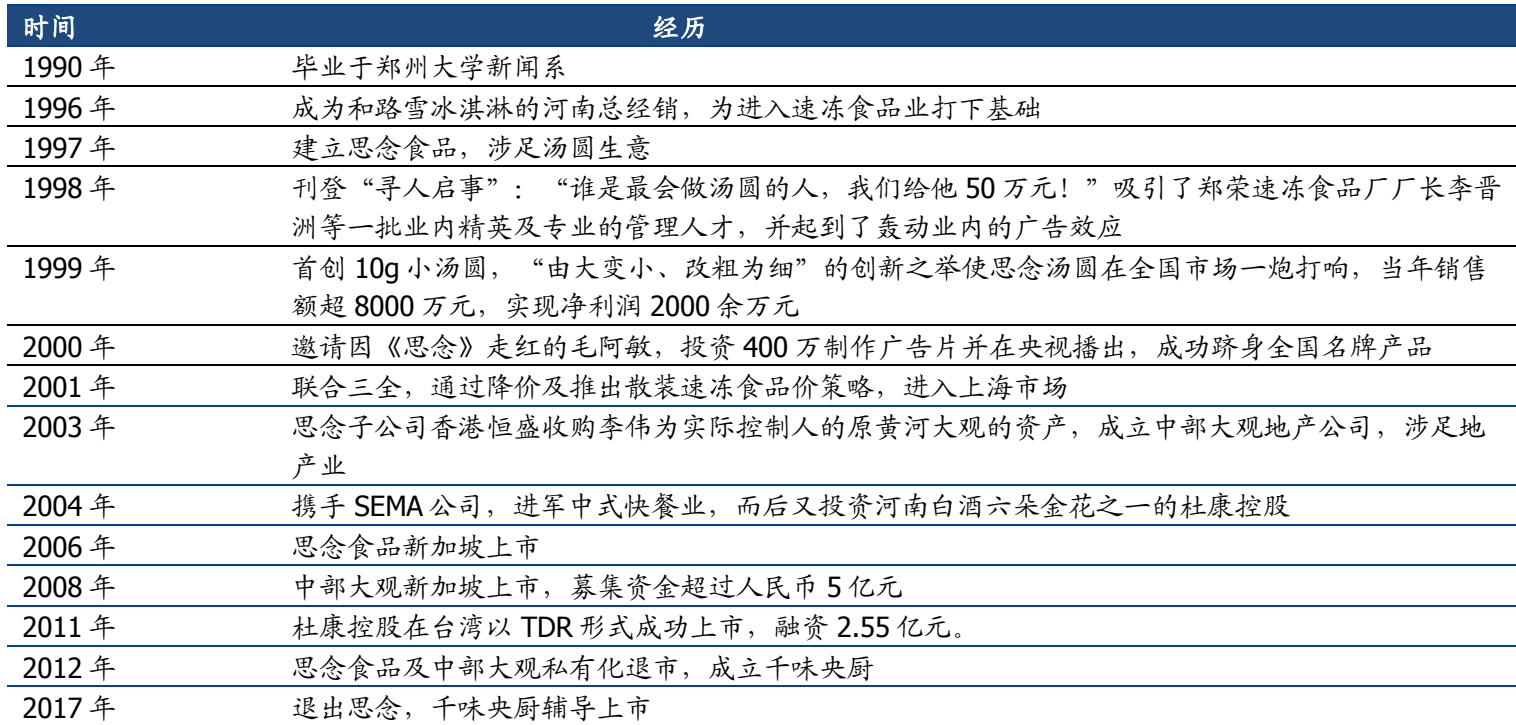 时间 经历
1990 年 毕业于郑州大学新闻系
1996 年 成为和路雪冰淇淋的河南总经销，为进入速冻食品业打下基础
1997 年 建立思念食品，涉足汤圆生意
1998 年 刊登“寻人启事”：“谁是最会做汤圆的人，我们给他 50 万元！”吸引了郑荣速冻食品厂厂长李晋
洲等一批业内精英及专业的管理人才，并起到了轰动业内的广告效应
1999 年 首创 10g 小汤圆，“由大变小、改粗为细”的创新之举使思念汤圆在全国市场一炮打响，当年销售
额超 8000 万元，实现净利润 2000 余万元
2000 年 邀请因《思念》走红的毛阿敏，投资 400 万制作广告片并在央视播出，成功跻身全国名牌产品
2001 年 联合三全，通过降价及推出散装速冻食品价策略，进入上海市场
2003 年 思念子公司香港恒盛收购李伟为实际控制人的原黄河大观的资产，成立中部大观地产公司，涉足地
产业
2004 年 携手 SEMA 公司，进军中式快餐业，而后又投资河南白酒六朵金花之一的杜康控股
2006 年 思念食品新加坡上市
2008 年 中部大观新加坡上市，募集资金超过人民币 5 亿元
2011 年 杜康控股在台湾以 TDR 形式成功上市，融资 2.55 亿元。
2012 年 思念食品及中部大观私有化退市，成立千味央厨
2017 年 退出思念，千味央厨辅导上市